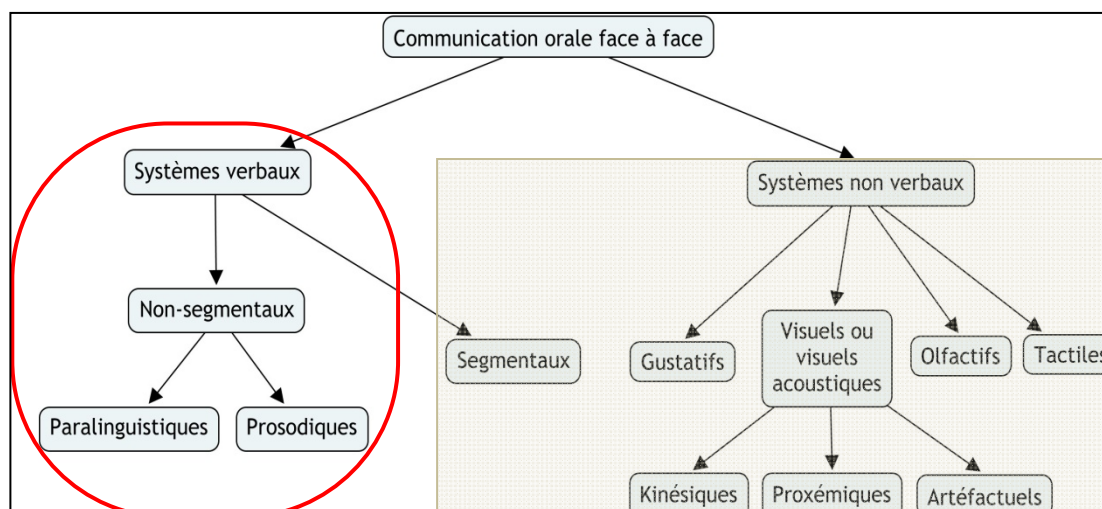 Communication orale face à face
Systèmes verbaux
Systèmes non verbaux
Non-segmentaux
Segmentaux
Gustatifs
Visuels ou
visuels
acoustiques
Olfactifs
Tactiles
Paralinguistiques
Prosodiques
Kinésiques
Proxémiques
Artéfactuels